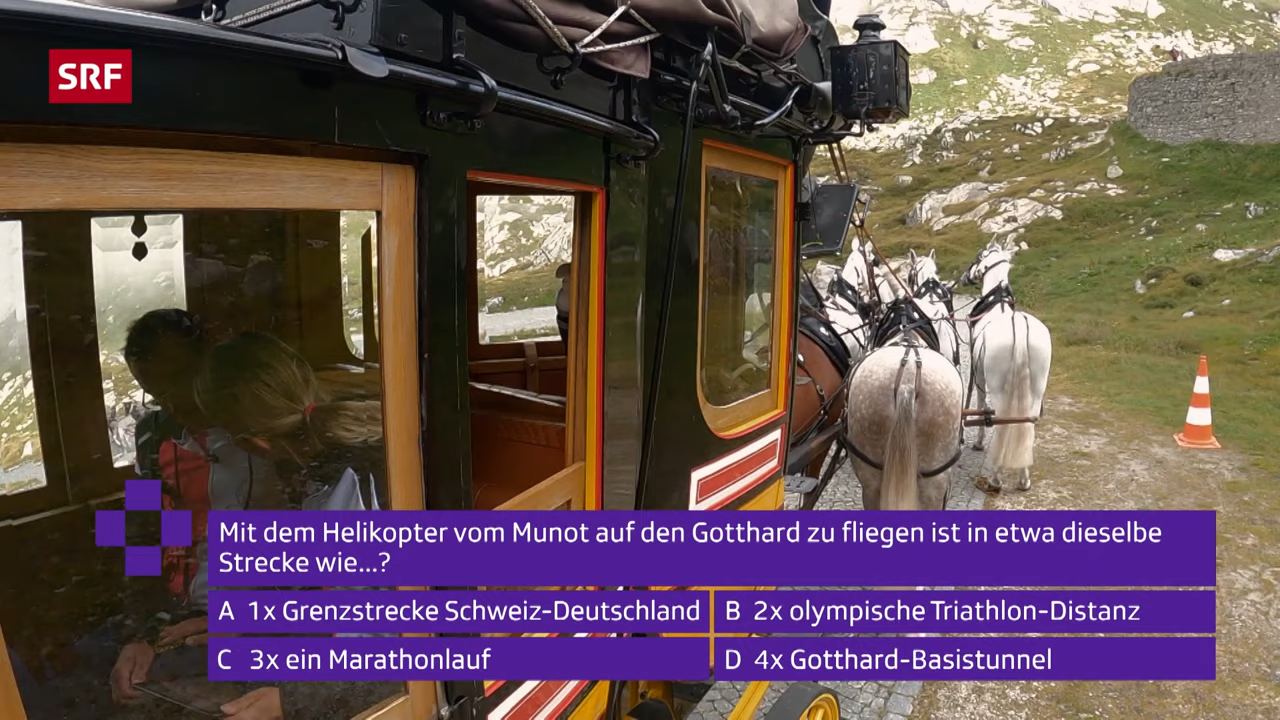 SRF
Mit dem Helikopter vom Munot auf den Gotthard zu fliegen ist in etwa dieselbe
Strecke wie...?
A 1x Grenzstrecke Schweiz-Deutschland
B 2x olympische Triathlon-Distanz
C 3x ein Marathonlauf
D 4x Gotthard-Basistunnel